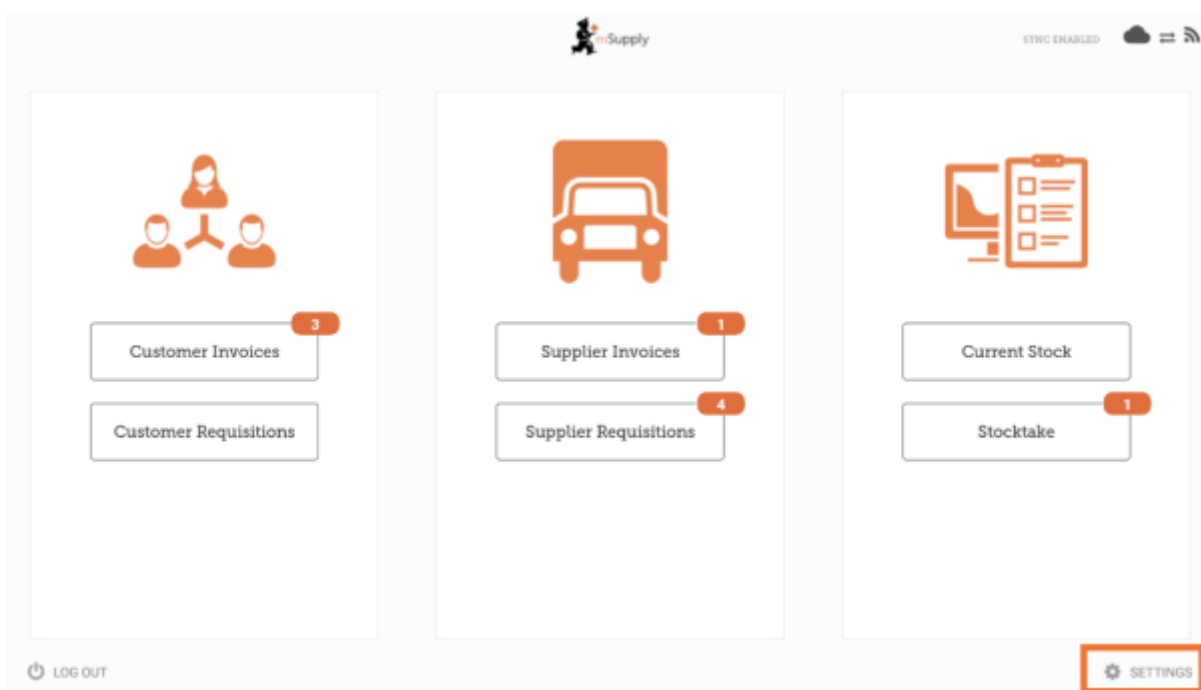 mSupply
SYNC ENABLED
3
Customer Invoices
Customer Requisitions
1
Supplier Invoices
4
Supplier Requisitions
Current Stock
1
Stocktake
LOG OUT
SETTINGS